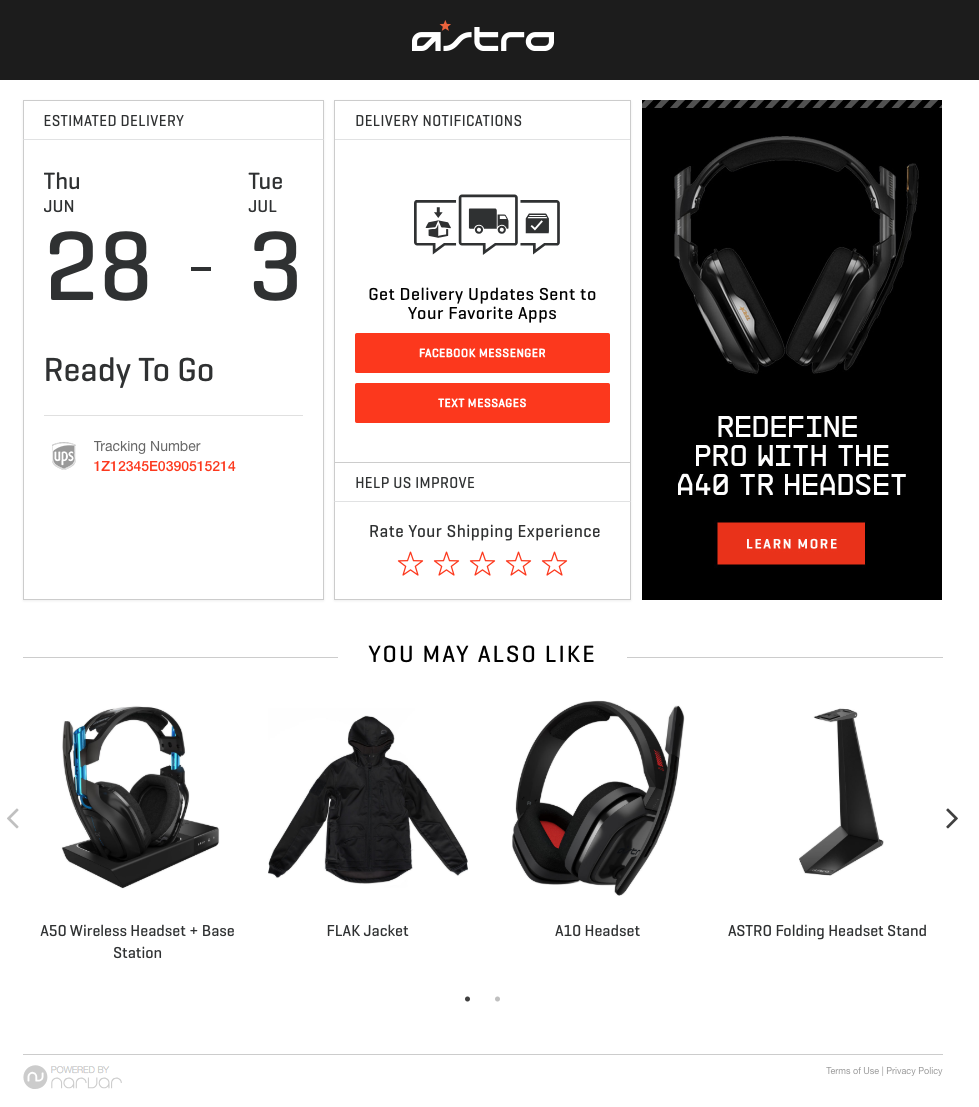 astro
ESTIMATED DELIVERY
Thu
JUN
28
-
Tue
JUL
3
Ready To Go
ups
Tracking Number
1Z12345E0390515214
DELIVERY NOTIFICATIONS
Get Delivery Updates Sent to
Your Favorite Apps
FACEBOOK MESSENGER
TEXT MESSAGES
HELP US IMPROVE
Rate Your Shipping Experience
REDEFINE
PRO WITH THE
A40 TR HEADSET
LEARN MORE
YOU MAY ALSO LIKE
A50 Wireless Headset + Base
Station
FLAK Jacket
A10 Headset
ASTRO Folding Headset Stand
POWERED BY
narvar
Terms of Use | Privacy Policy